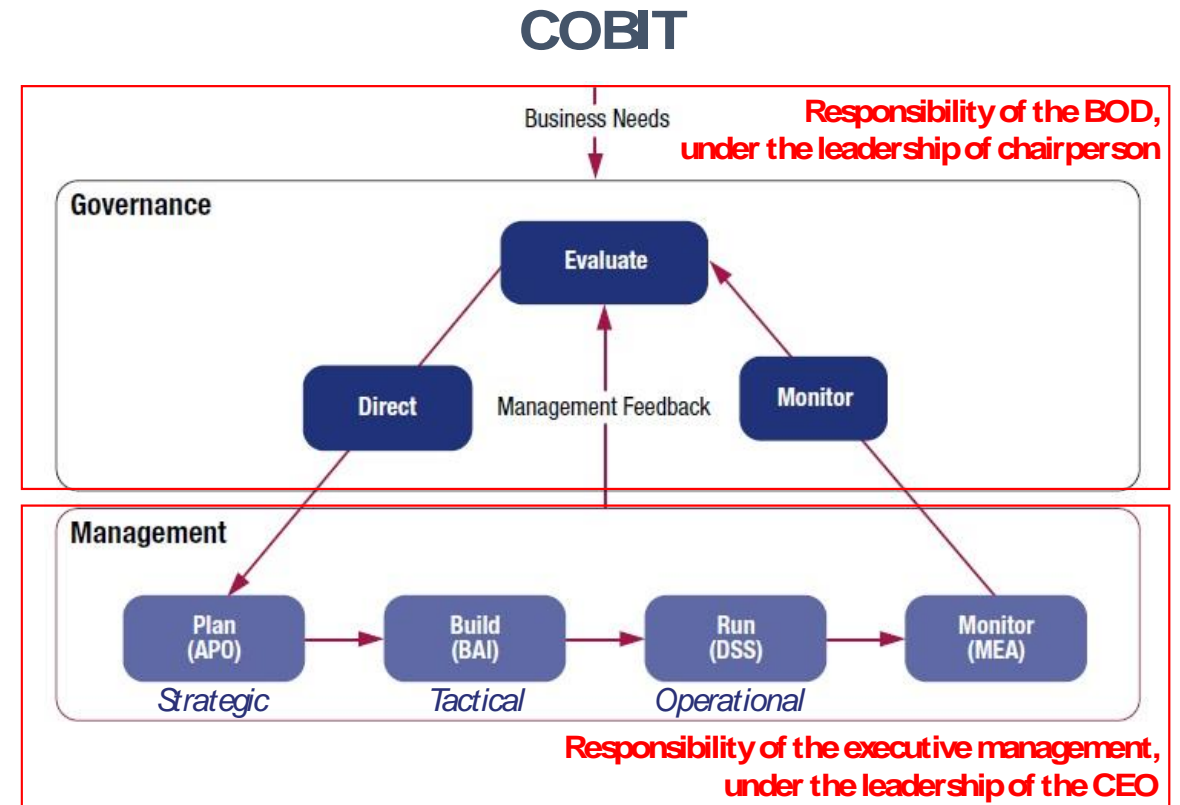 COBIT
Business Needs
Responsibility of the BOD,
under the leadership of chairperson
Governance
Evaluate
Direct
Management Feedback
Monitor
Management
Plan
(APO)
Build
(BAI)
Run
(DSS)
Monitor
(MEA)
Strategic
Tactical
Operational
Responsibility of the executive management,
under the leadership of the CEO